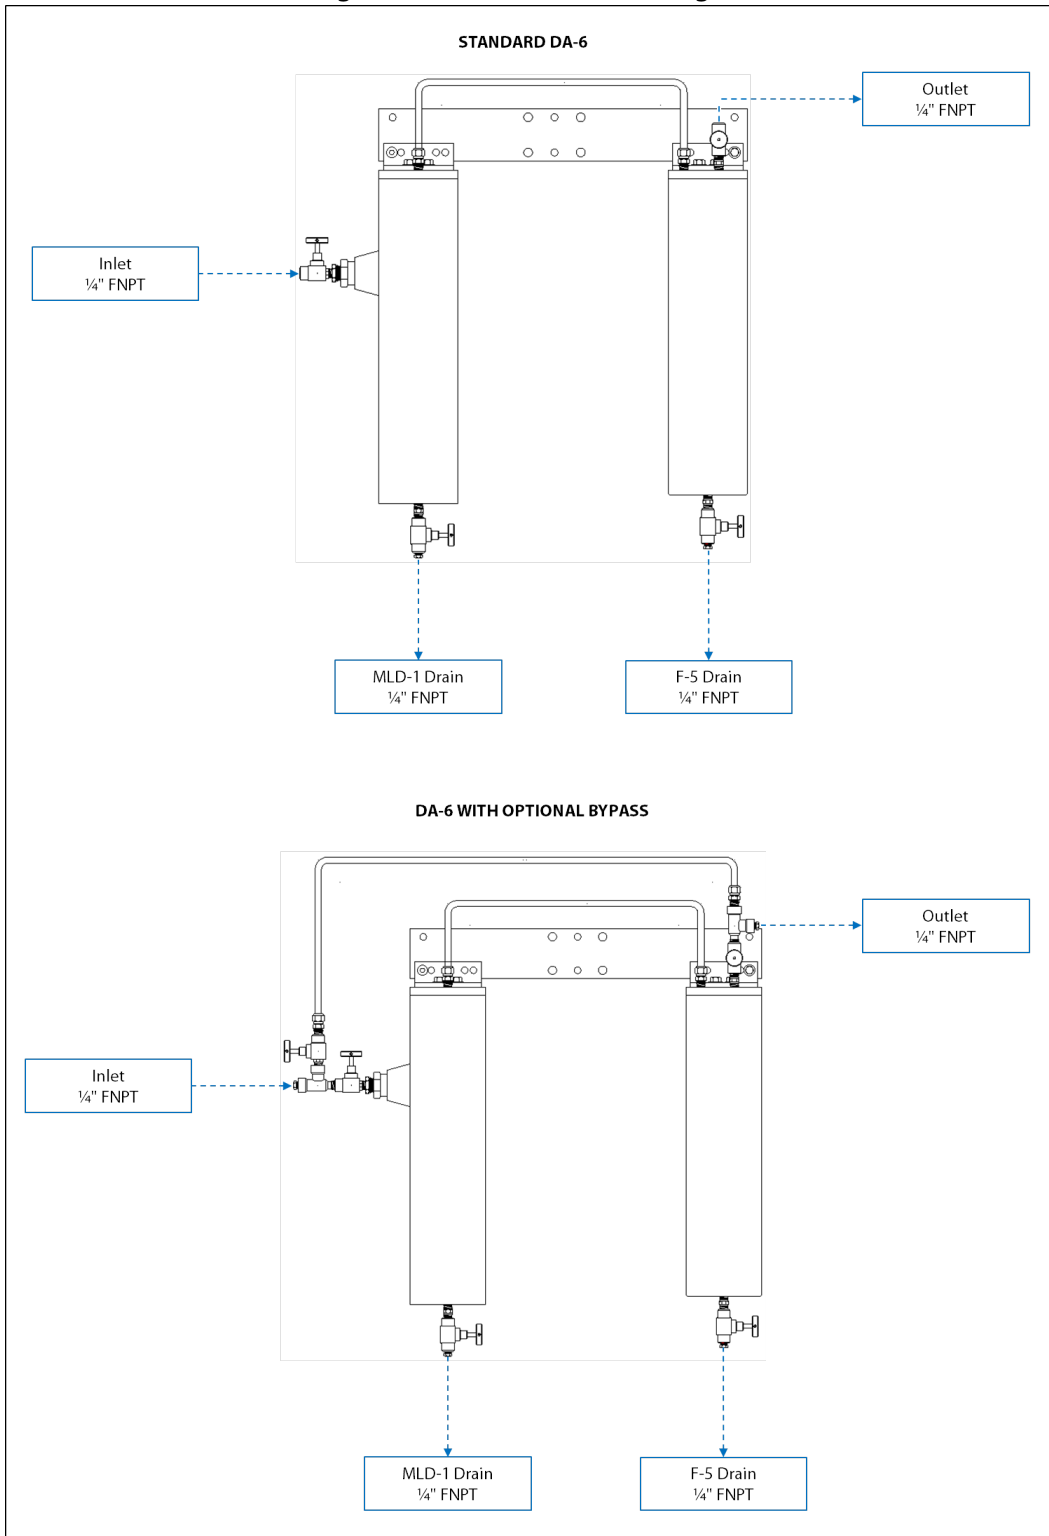 STANDARD DA-6
Outlet
¼" FNPT
Inlet
¼" FNPT
MLD-1 Drain
¼" FNPT
F-5 Drain
¼" FNPT
DA-6 WITH OPTIONAL BYPASS
Outlet
¼" FNPT
Inlet
¼" FNPT
MLD-1 Drain
¼" FNPT
F-5 Drain
¼" FNPT